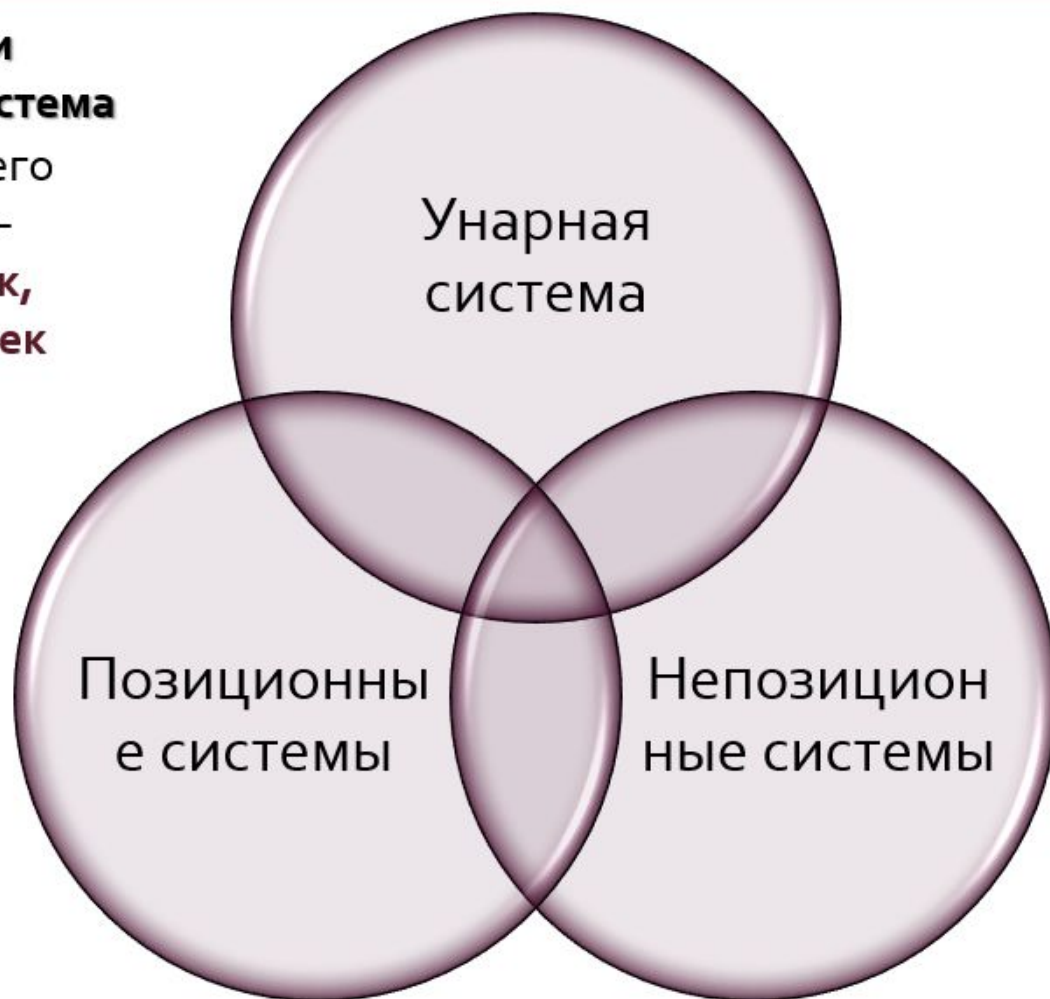 и
стема
его
–
к,
ек
Унарная
система
Позиционны
е системы
Непозицион
ные системы